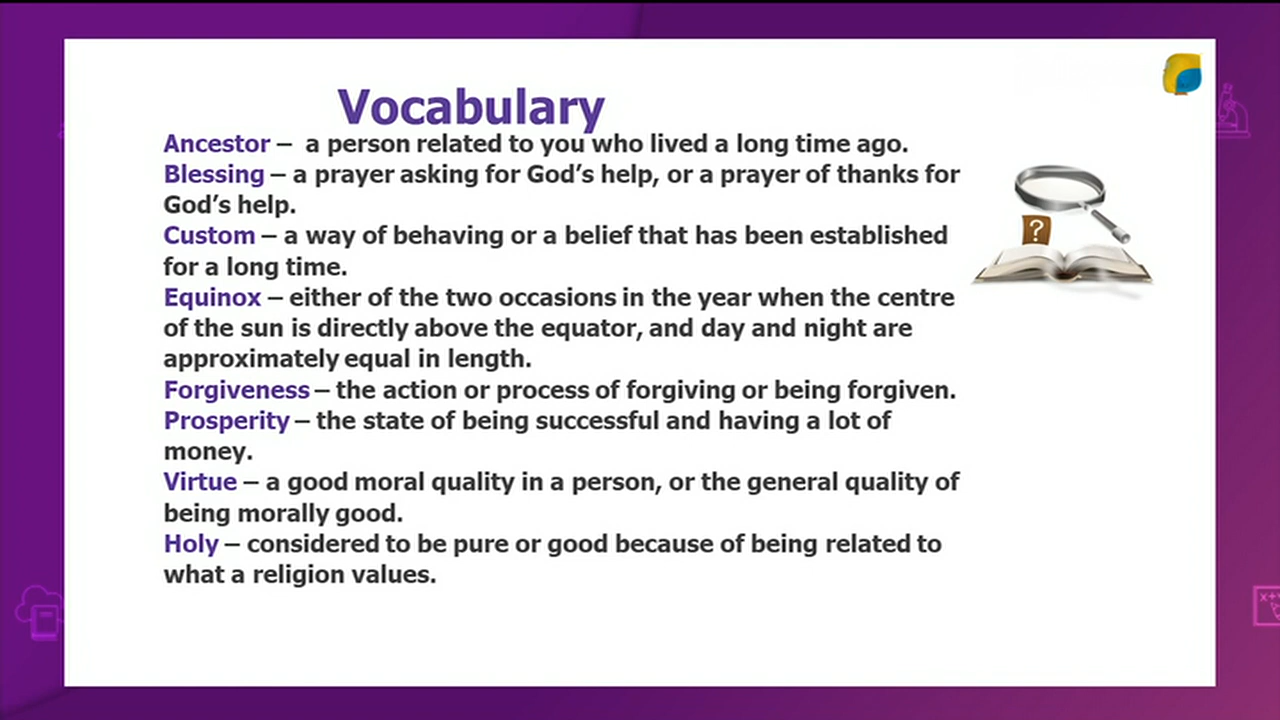 Vocabulary
Ancestor – a person related to you who lived a long time ago.
Blessing – a prayer asking for God's help, or a prayer of thanks for
God's help.
Custom – a way of behaving or a belief that has been established
for a long time.
Equinox – either of the two occasions in the year when the centre
of the sun is directly above the equator, and day and night are
approximately equal in length.
Forgiveness – the action or process of forgiving or being forgiven.
Prosperity – the state of being successful and having a lot of
money.
Virtue – a good moral quality in a person, or the general quality of
being morally good.
Holy – considered to be pure or good because of being related to
what a religion values.
?